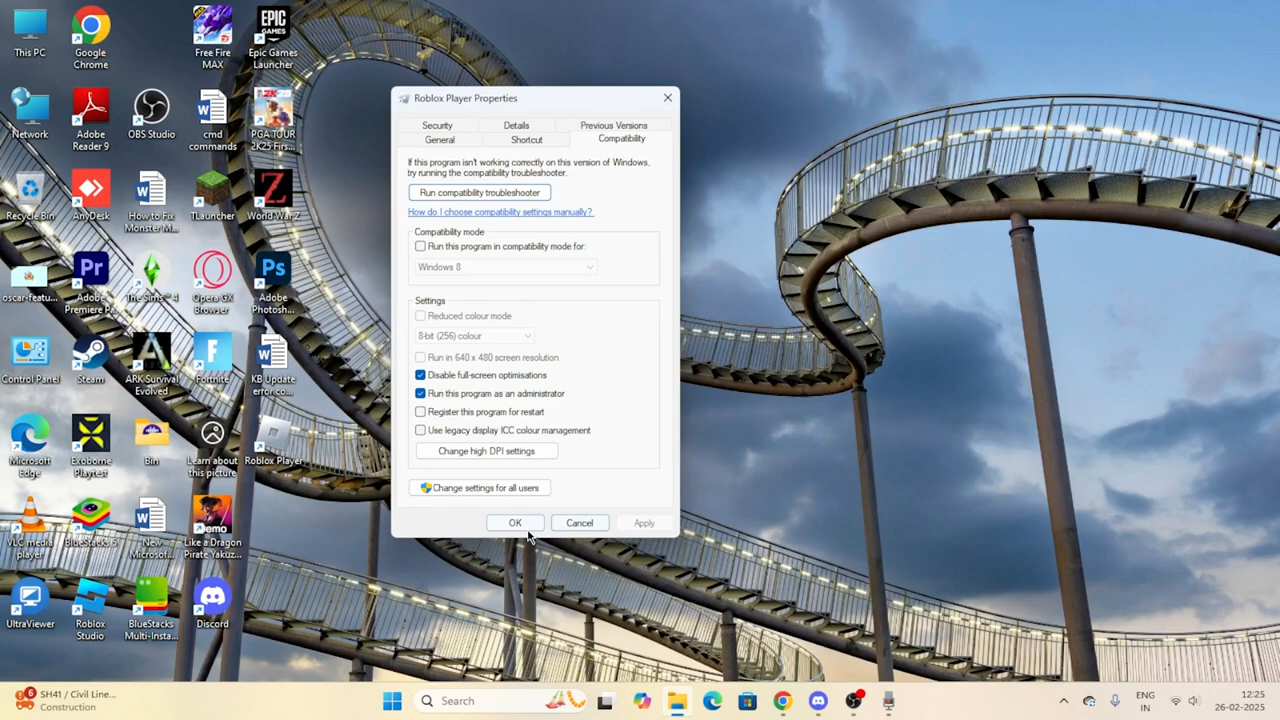 This PC
Google
Chrome
Free Fire
MAX
EPIC
GAMES
Epic Games
Launcher
Network
Adobe
Reader 9
OBS Studio
cmd
commands
2K
PGA TOUR
2K25 Firs...
Recycle Bin
AnyDesk
How to Fix
Monster M...
TLauncher
World War Z
oscar-featu...
Pr
Adobe
Premiere P...
The Sims™ 4
Opera GX
Browser
Ps
Adobe
Photosh...
Control Panel
Steam
ARK Survival
Evolved
Fortnite
KB Update
error co...
Microsoft
Edge
Exoborne
Playtest
Bin
Learn about
this picture
Roblox Player
VLC media
player
BlueStacks 5
New
Microsof...
Demo
Like a Dragon
Pirate Yakuz...
UltraViewer
Roblox
Studio
BlueStacks
Multi-Insta...
Discord
Roblox Player Properties
Security Details Previous Versions
General Shortcut Compatibility
If this program isn't working correctly on this version of Windows,
try running the compatibility troubleshooter.
Run compatibility troubleshooter
How do I choose compatibility settings manually?
Compatibility mode
Run this program in compatibility mode for:
Windows 8
Settings
Reduced colour mode
8-bit (256) colour
Run in 640 x 480 screen resolution
Disable full-screen optimisations
Run this program as an administrator
Register this program for restart
Use legacy display ICC colour management
Change high DPI settings
Change settings for all users
OK Cancel Apply
6
SH41 / Civil Line...
Construction
Search
ENG
IN
12:25
26-02-2025